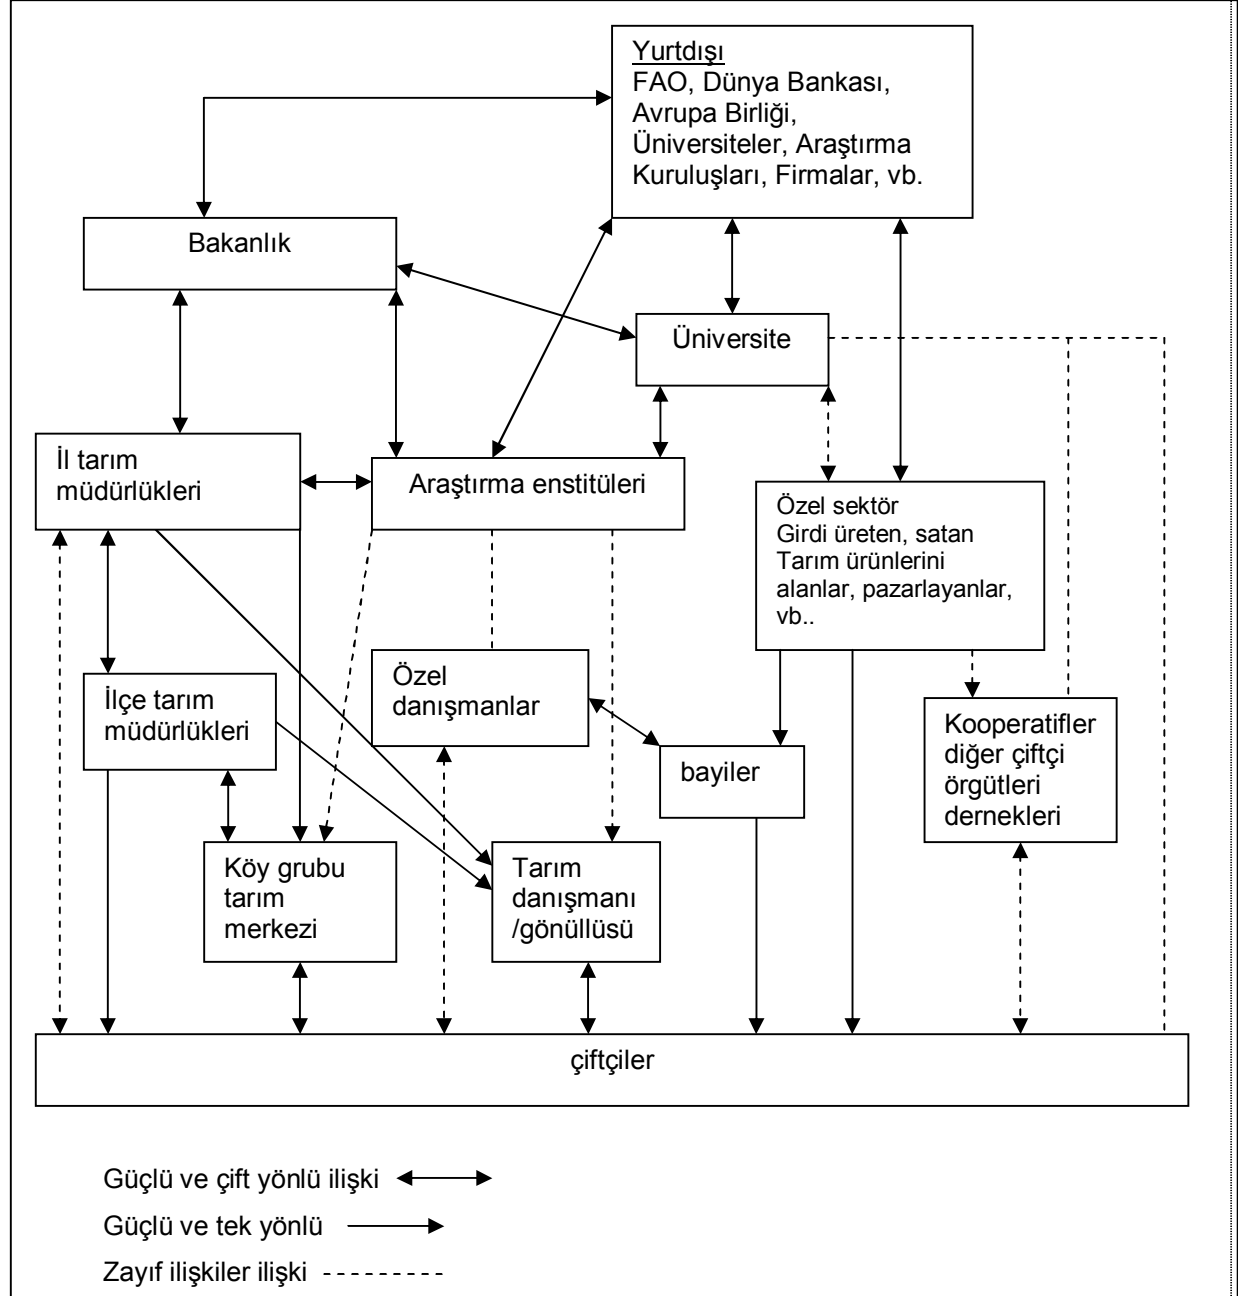 Yurtdışı
FAO, Dünya Bankası,
Avrupa Birliği,
Üniversiteler, Araştırma
Kuruluşları, Firmalar, vb.
Bakanlık
Üniversite
İl tarım
müdürlükleri
Araştırma enstitüleri
Özel sektör
Girdi üreten, satan
Tarım ürünlerini
alanlar, pazarlayanlar,
vb..
İlçe tarım
müdürlükleri
Özel
danışmanlar
bayiler
Kooperatifler
diğer çiftçi
örgütleri
dernekleri
Köy grubu
tarım
merkezi
Tarım
danışmanı
/gönüllüsü
çiftçiler
Güçlü ve çift yönlü ilişki
Güçlü ve tek yönlü
Zayıf ilişkiler ilişki